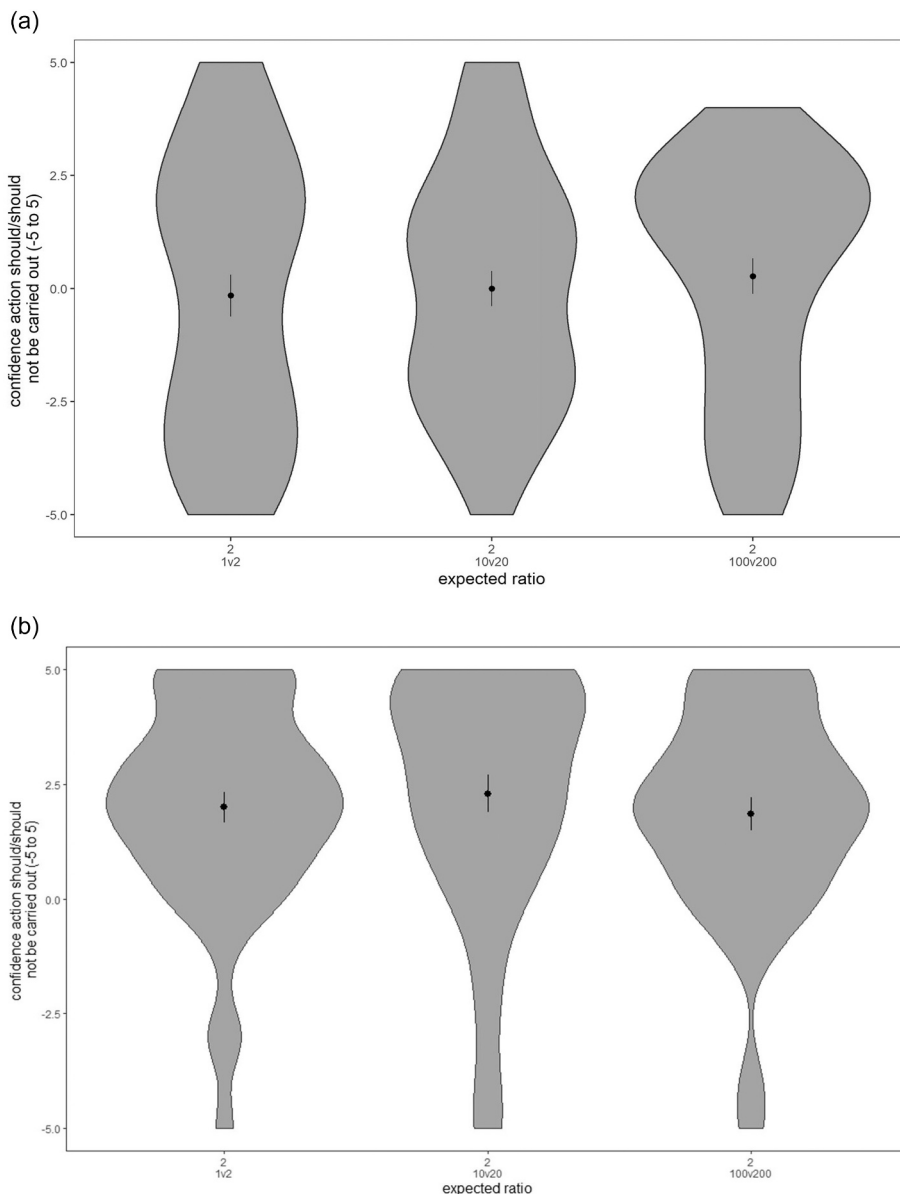 (a)
confidence action should/should
not be carried out (-5 to 5)
5.0
2.5
0.0
-2.5
-5.0
2
1v2
2
10v20
2
100v200
expected ratio
(b)
confidence action should/should
not be carried out (-5 to 5)
5.0
2.5
0.0
-2.5
-5.0
2
1v2
2
10v20
2
100v200
expected ratio